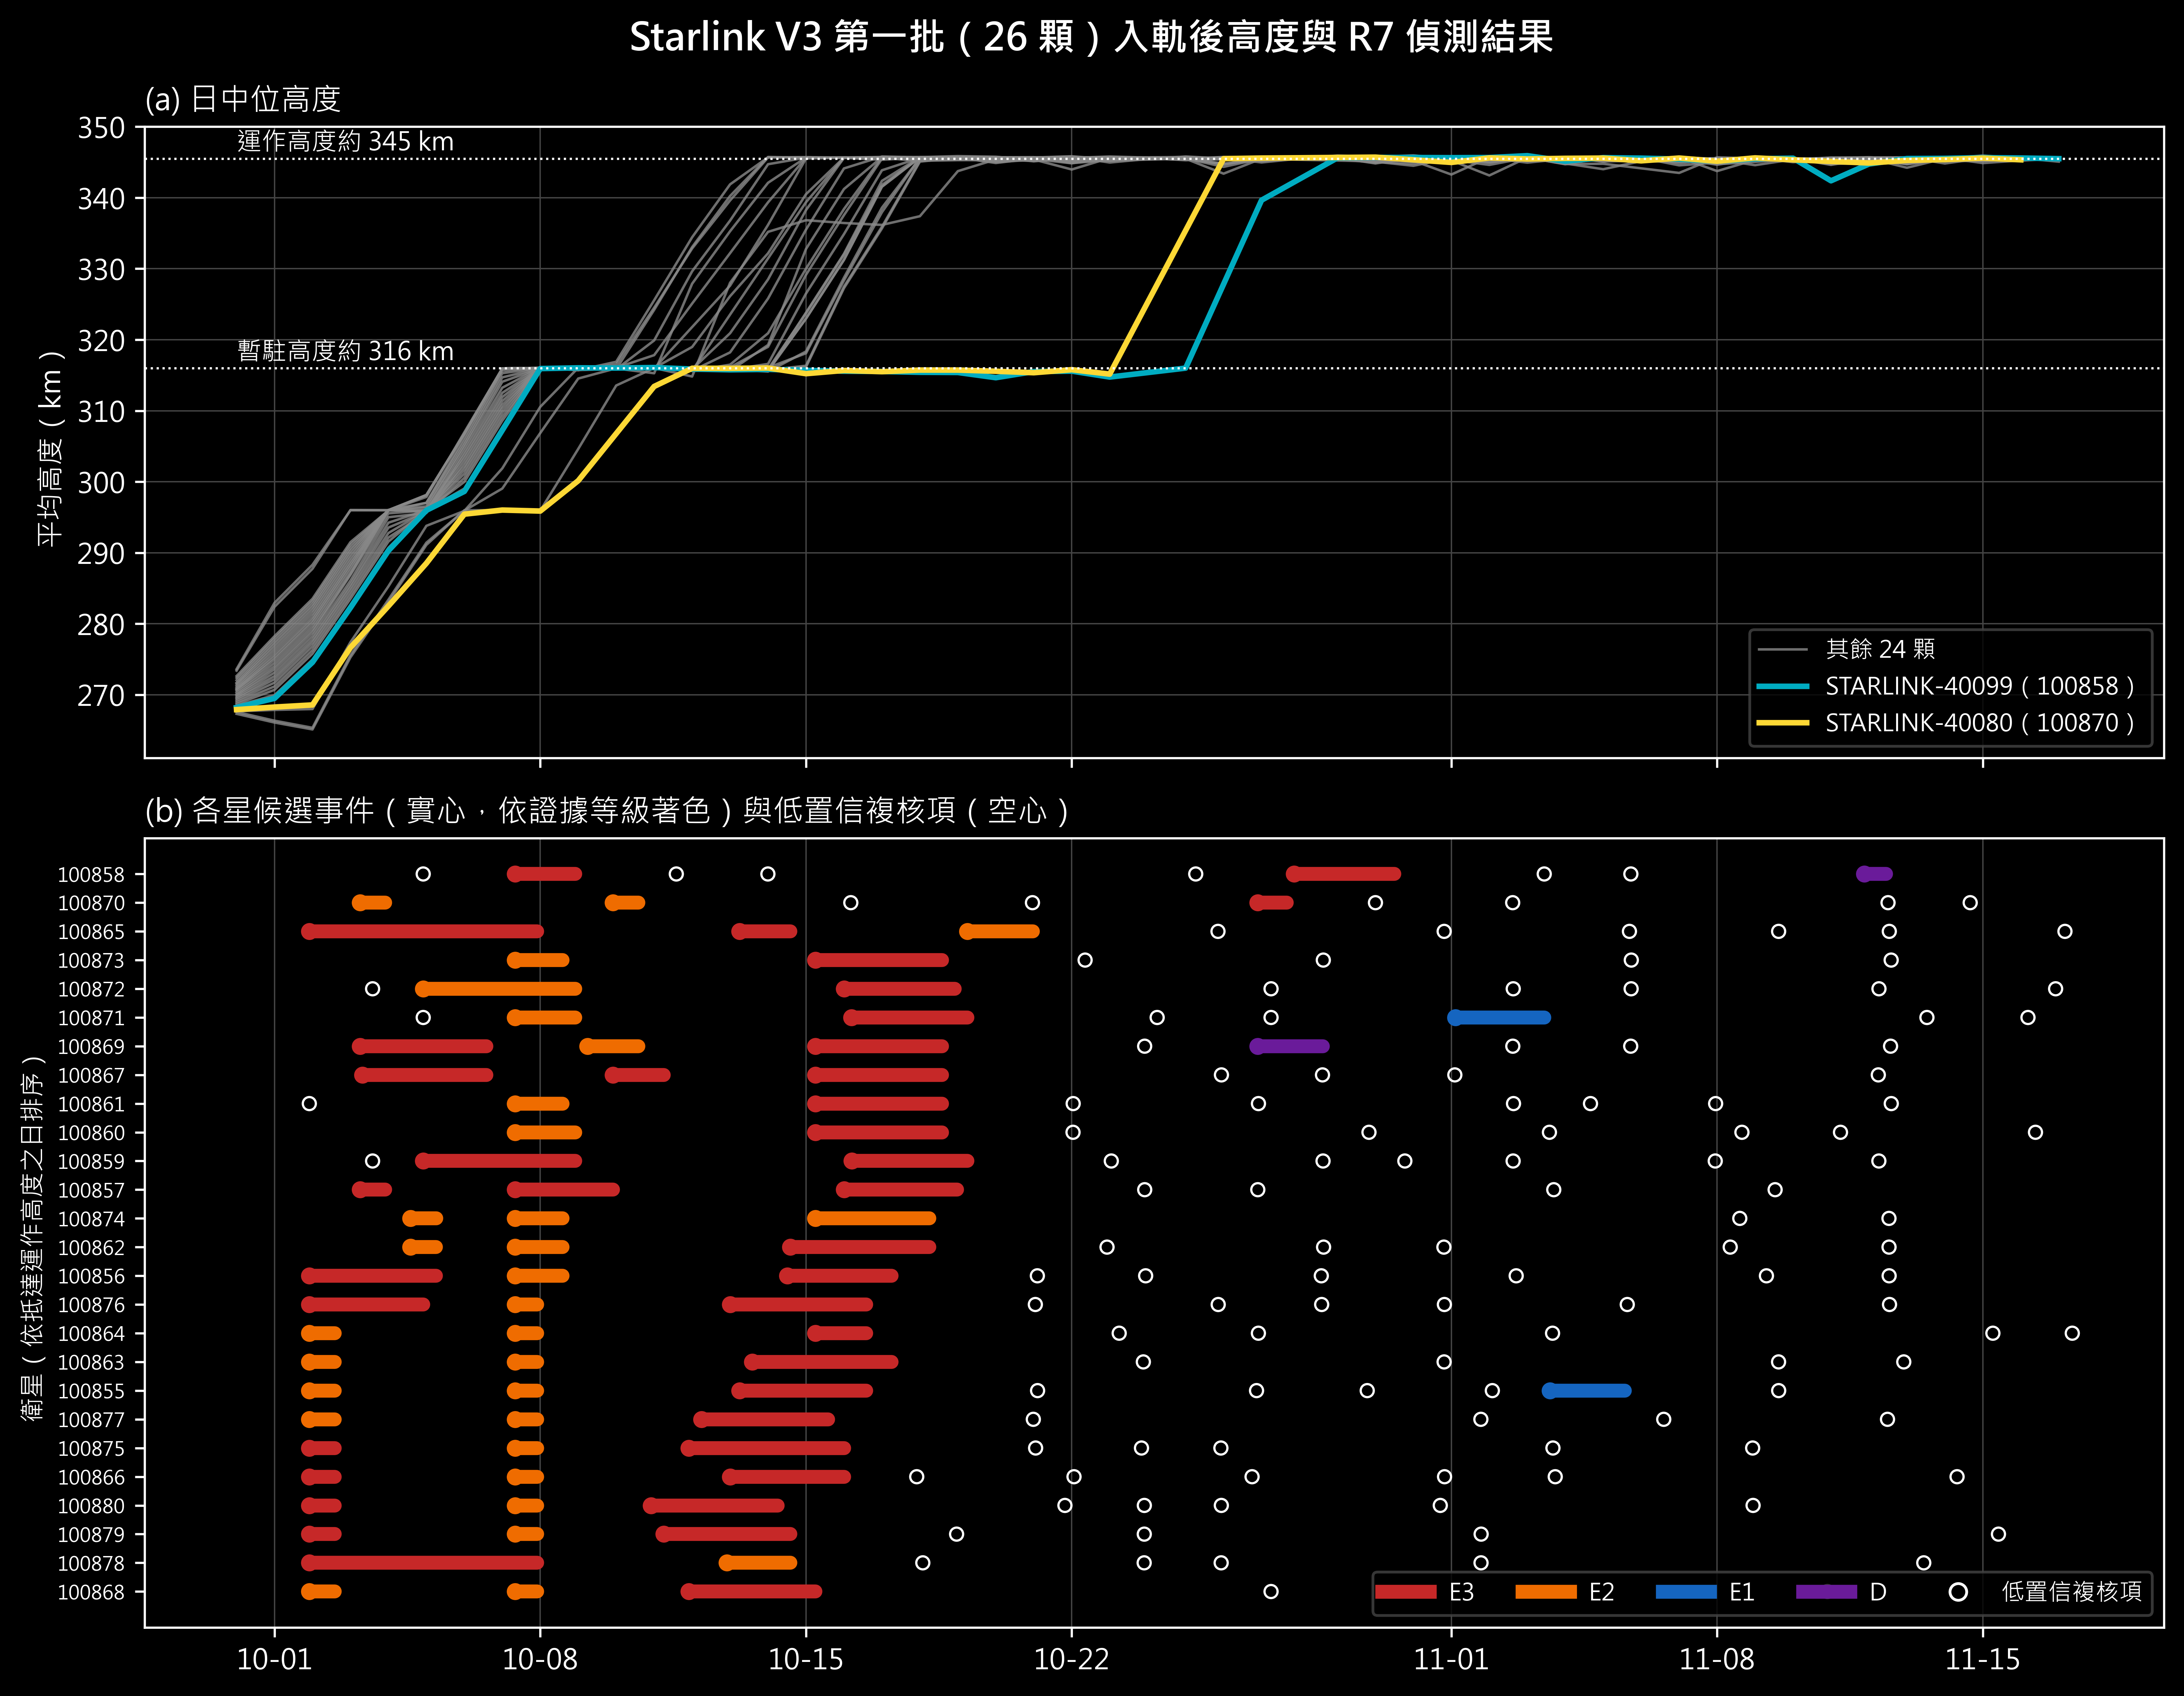 Starlink V3 第一批（26 顆）入軌後高度與 R7 偵測結果
(a) 日中位高度
平均高度（km）
350
340
330
320
310
300
290
280
270
運作高度約 345 km
暫駐高度約 316 km
其餘 24 顆
STARLINK-40099（100858）
STARLINK-40080（100870）
(b) 各星候選事件（實心，依證據等級著色）與低置信複核項（空心）
衛星（依抵達運作高度之日排序）
100858
100870
100865
100873
100872
100871
100869
100867
100861
100860
100859
100857
100874
100862
100856
100876
100864
100863
100855
100877
100875
100866
100880
100879
100878
100868
E3 E2 E1 D 低置信複核項
10-01 10-08 10-15 10-22 11-01 11-08 11-15